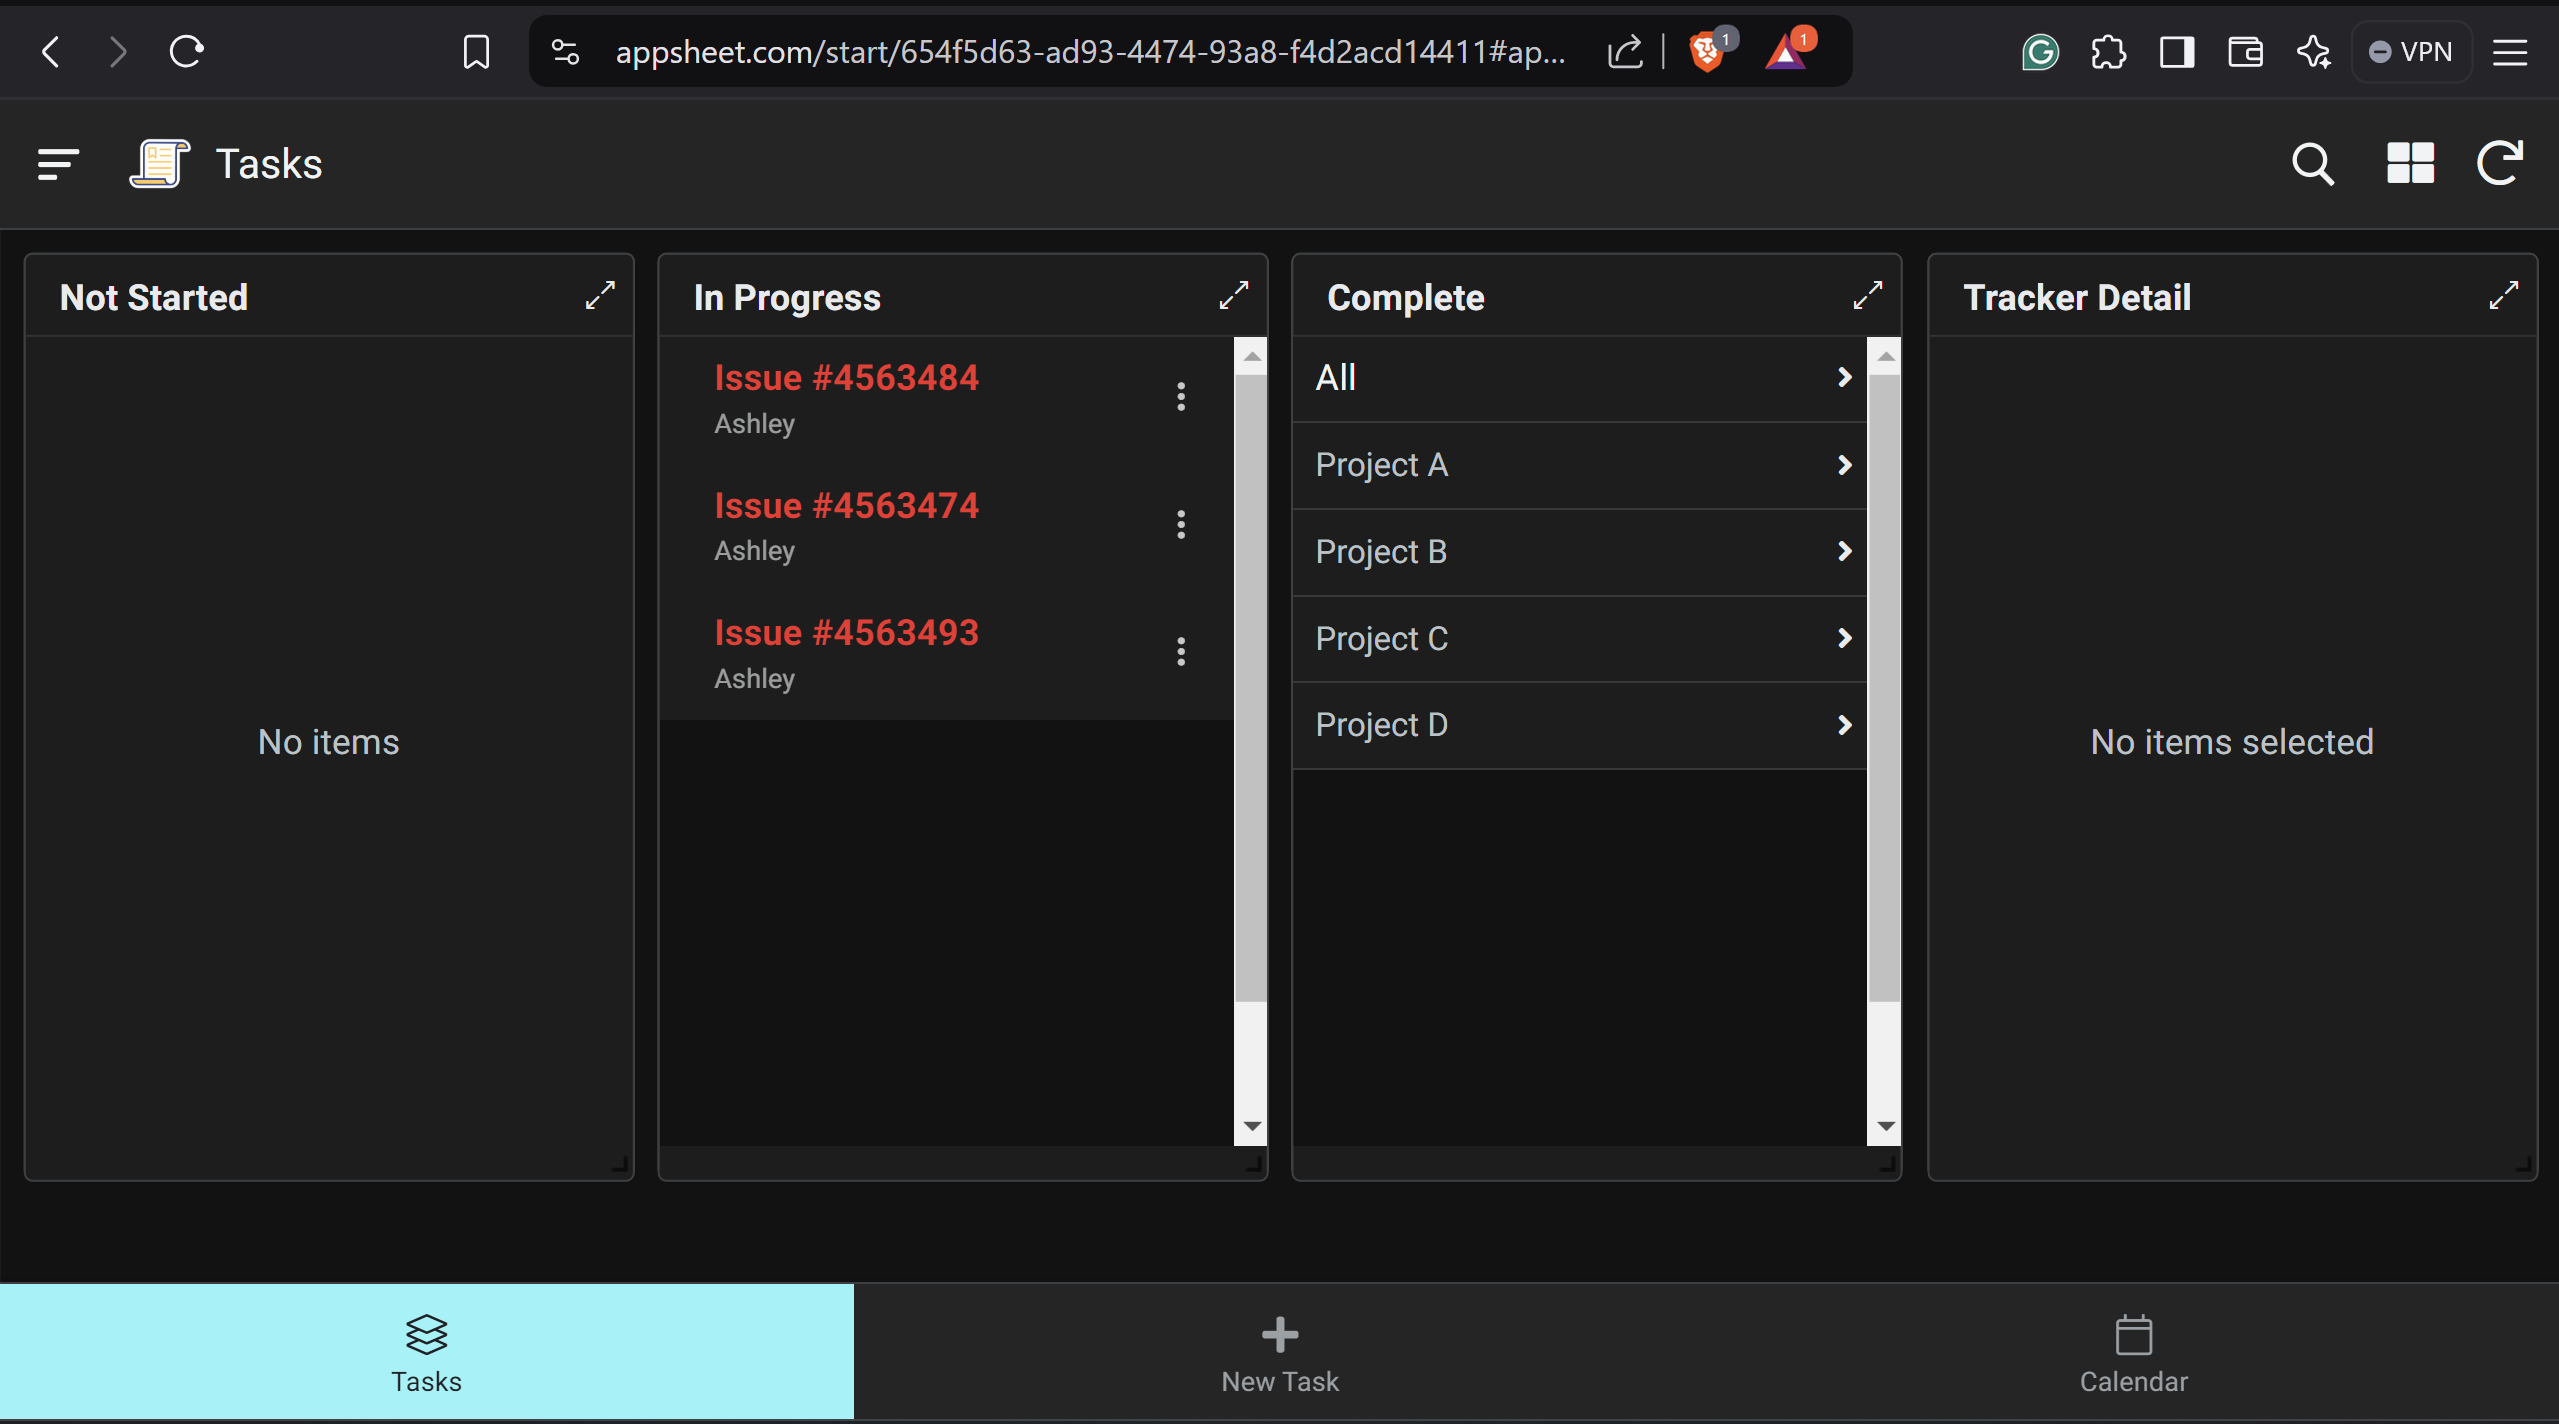 appsheet.com/start/654f5d63-ad93-4474-93a8-f4d2acd14411#ap...
1
1
VPN
Tasks
Not Started
No items
In Progress
Issue #4563484
Ashley
Issue #4563474
Ashley
Issue #4563493
Ashley
Complete
All
Project A
Project B
Project C
Project D
Tracker Detail
No items selected
Tasks
New Task
Calendar